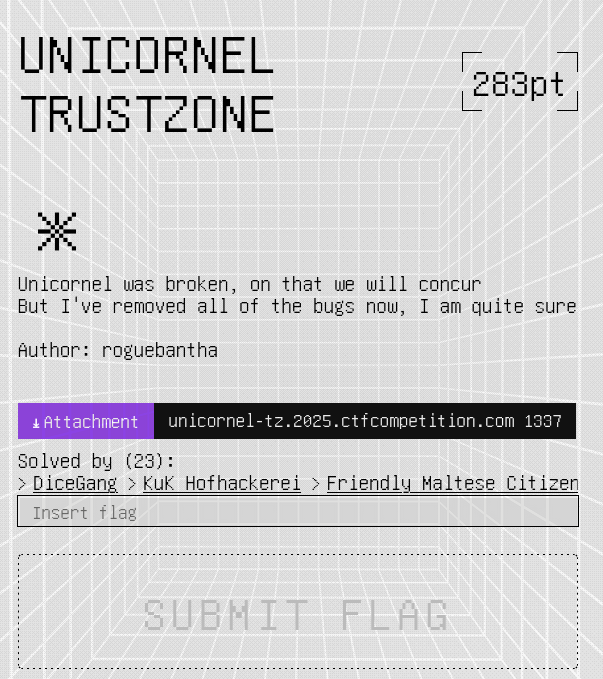 UNICORNEL
TRUSTZONE
283pt
Unicornel was broken, on that we will concur
But I've removed all of the bugs now, I am quite sure
Author: roguebantha
Attachment
unicornel-tz.2025.ctfcompetition.com 1337
Solved by (23):
> DiceGang > KuK Hofhackerei > Friendly Maltese Citizen
Insert flag
SUBMIT FLAG